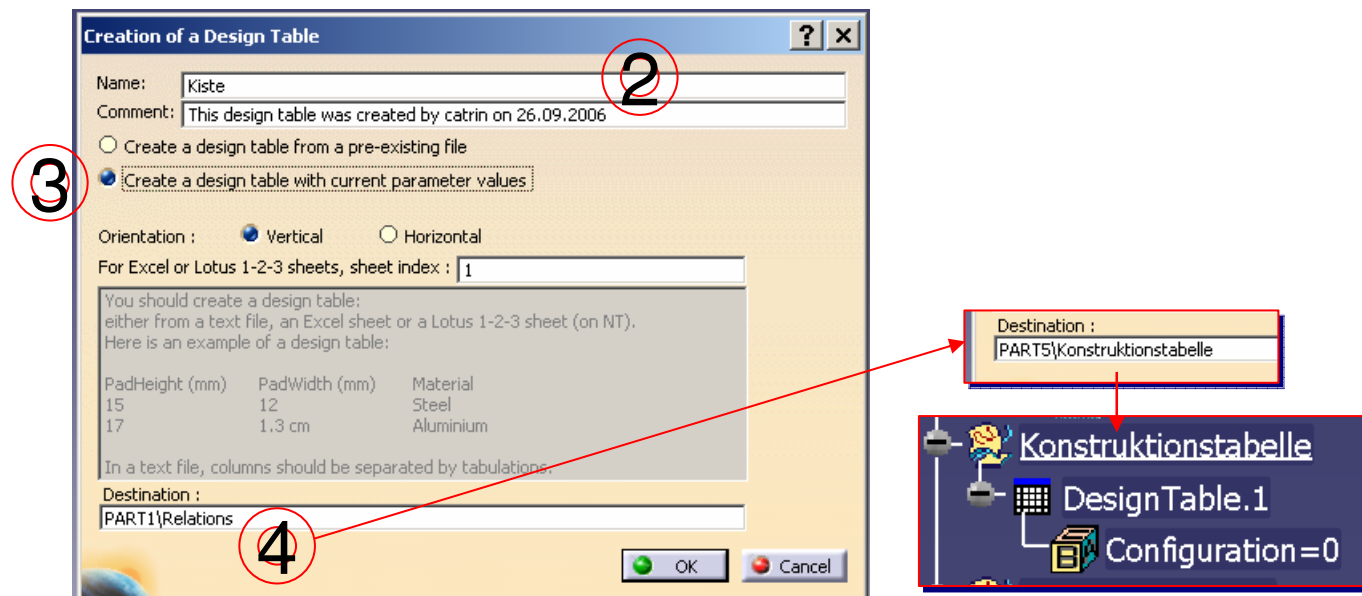 Creation of a Design Table
Name: Kiste
Comment: This design table was created by catrin on 26.09.2006
Create a design table from a pre-existing file
Create a design table with current parameter values
Orientation : Vertical Horizontal
For Excel or Lotus 1-2-3 sheets, sheet index : 1
You should create a design table:
either from a text file, an Excel sheet or a Lotus 1-2-3 sheet (on NT).
Here is an example of a design table:
PadHeight (mm) PadWidth (mm) Material
15 12 Steel
17 1.3 cm Aluminium
In a text file, columns should be separated by tabulations.
Destination :
PART1\Relations
OK Cancel
2
3
4
Destination :
PART5\Konstruktionstabelle
Konstruktionstabelle
DesignTable.1
Configuration=0